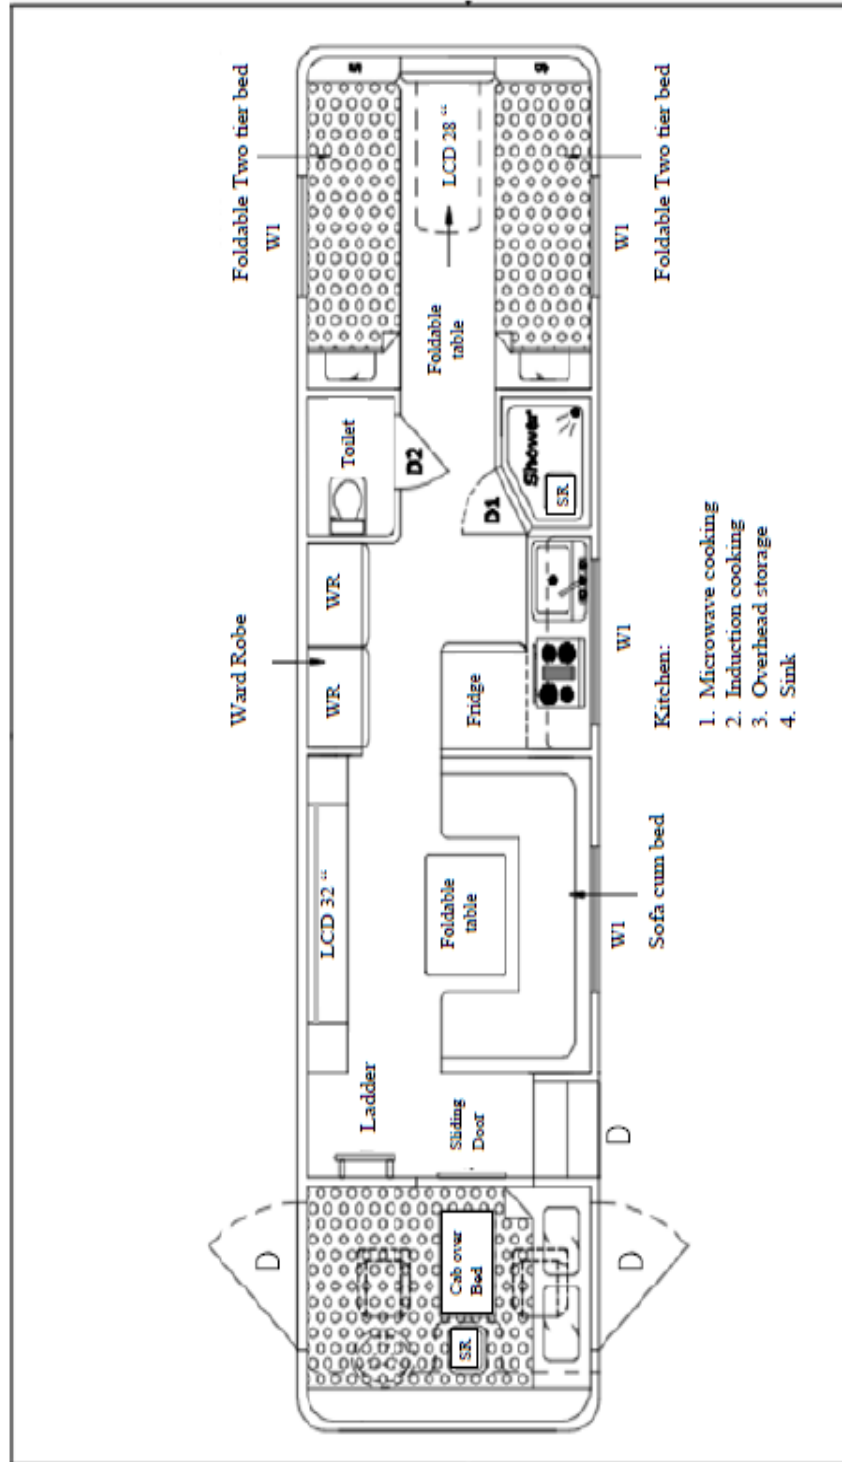 Ward Robe
Foldable Two tier bed
W1
D
Ladder
LCD 32 "
WR
WR
Toilet
D2
Sliding
Door
Cab over
Bed
SR
Foldable
table
Fridge
D1
Foldable
table
LCD 28 "
Shower
SR
D
D
W1
W1
W1
Sofa cum bed
Foldable Two tier bed
Kitchen:
1. Microwave cooking
2. Induction cooking
3. Overhead storage
4. Sink